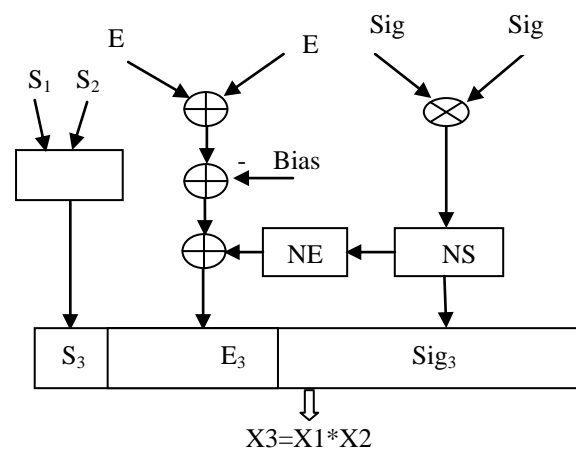 E E Sig Sig
S₁ S₂
- Bias
NE NS
S₃ E₃ Sig₃
X3=X1*X2